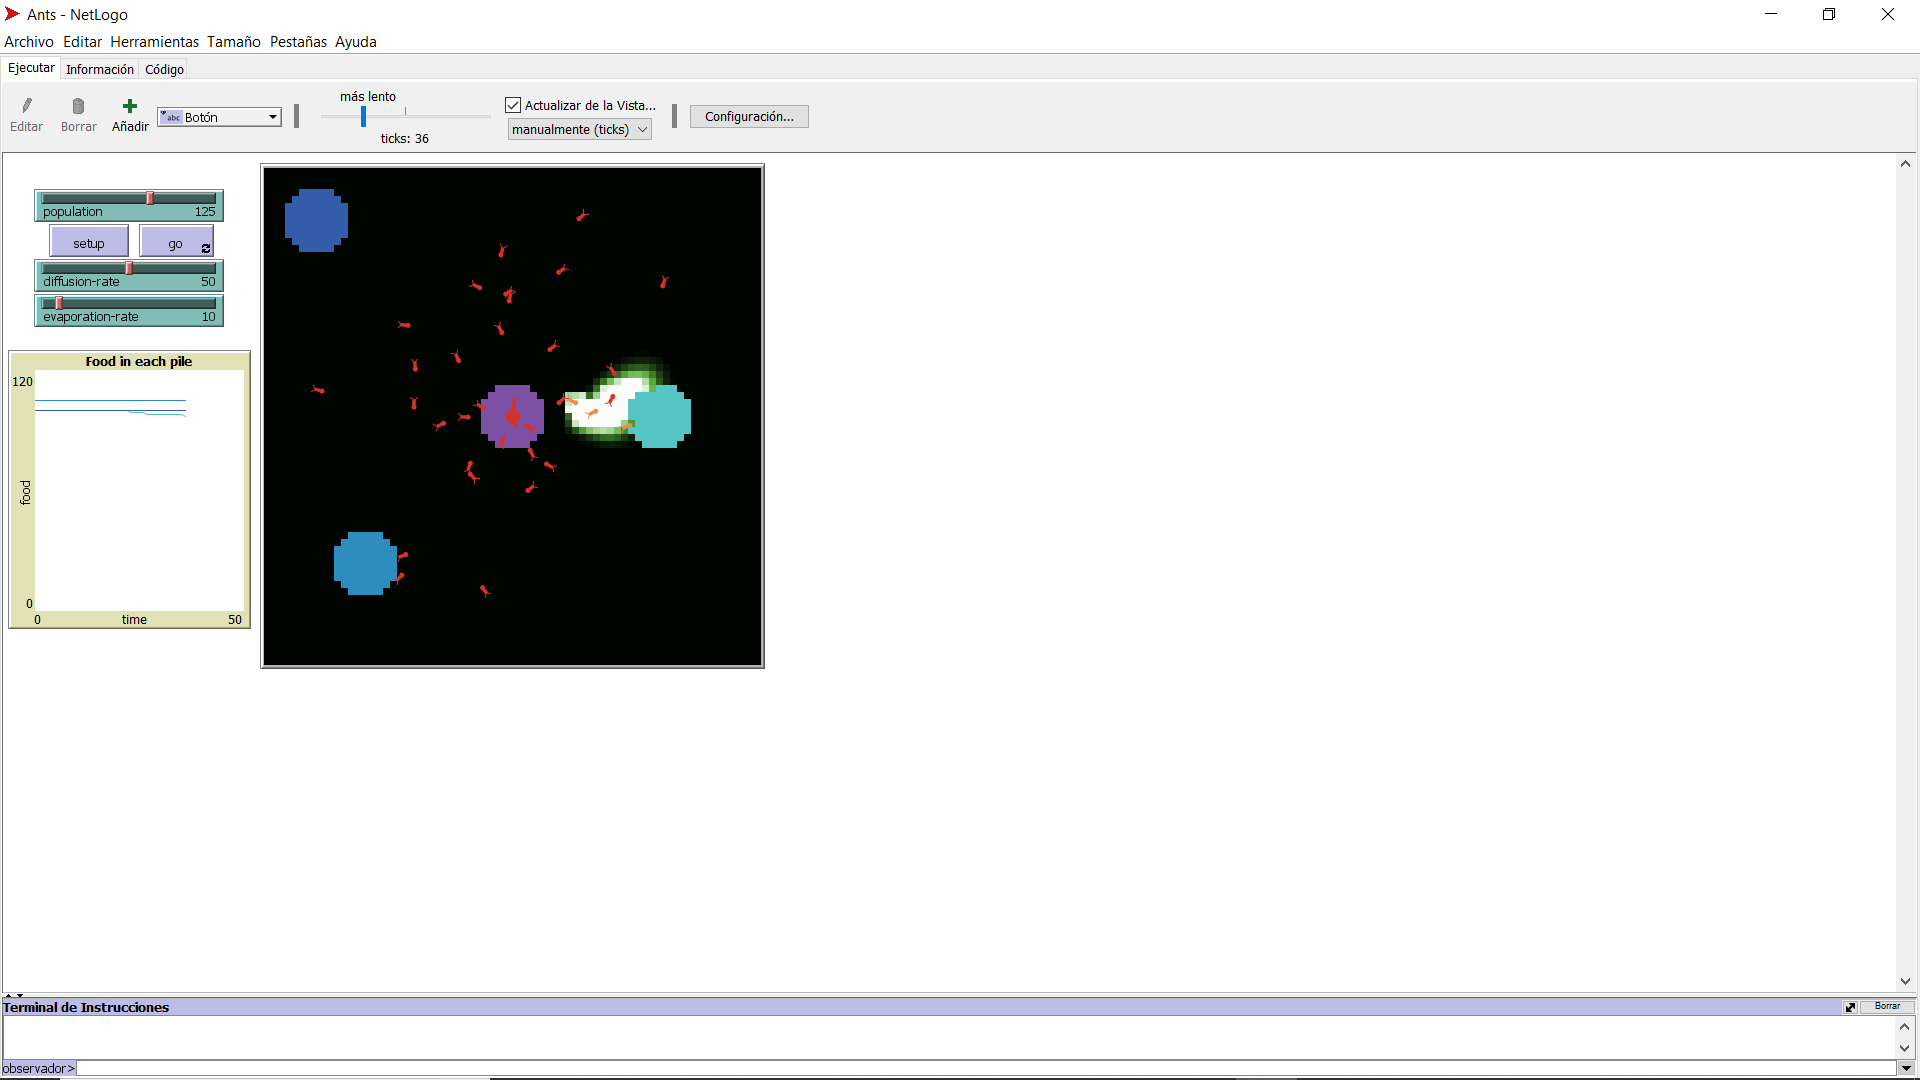 Ants - NetLogo
Archivo Editar Herramientas Tamaño Pestañas Ayuda
Ejecutar Información Código
más lento
Editar Borrar Añadir abc Botón
ticks: 36
Actualizar de la Vista...
manualmente (ticks)
Configuración...
population 125
setup go
diffusion-rate 50
evaporation-rate 10
Food in each pile
120
food
0
0 time 50
Terminal de Instrucciones Borrar
observador>